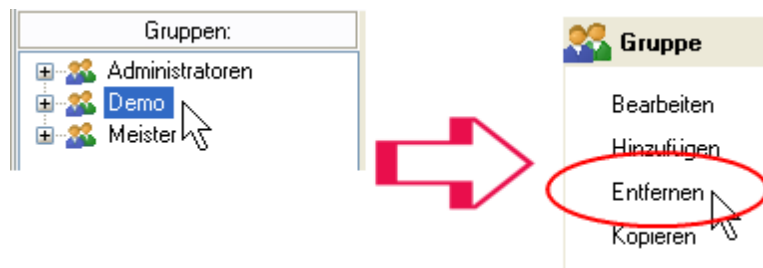 Gruppen:
Administratoren
Demo
Meister
Gruppe
Bearbeiten
Hinzufügen
Entfernen
Kopieren